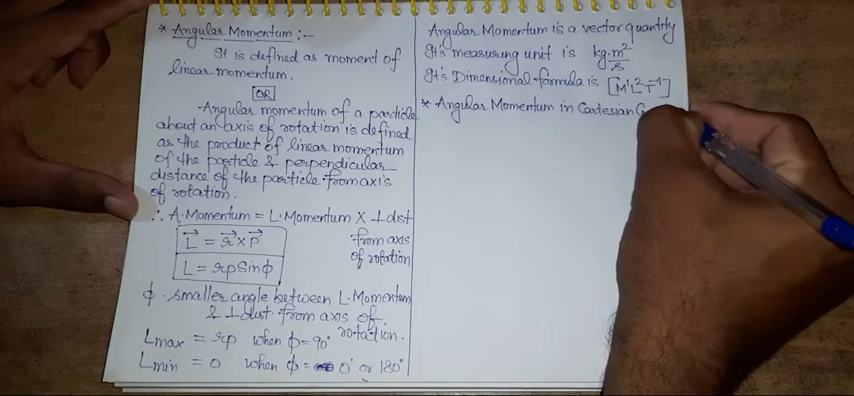 * Angular Momentum :-
It is defined as moment of
linear momentum.
OR
Angular momentum of a particle
about an axis of rotation is defined
as the product of linear momentum
of the particle & perpendicular
distance of the particle from axis
of rotation.
∴ A.Momentum = L.Momentum X ⊥ dist
from axis
of rotation
L⃗ = r⃗ × p⃗
L = rp Sinϕ
ϕ. smaller angle between L.Momentum
& ⊥ dist. from axis of
rotation.
Lmax = rp when ϕ = 90°
Lmin = 0 when ϕ = 0° or 180°
Angular Momentum is a vector quantity
It's measuring unit is kg.m²/s
It's Dimensional formula is [M¹L²T⁻¹]
* Angular Momentum in Cartesian